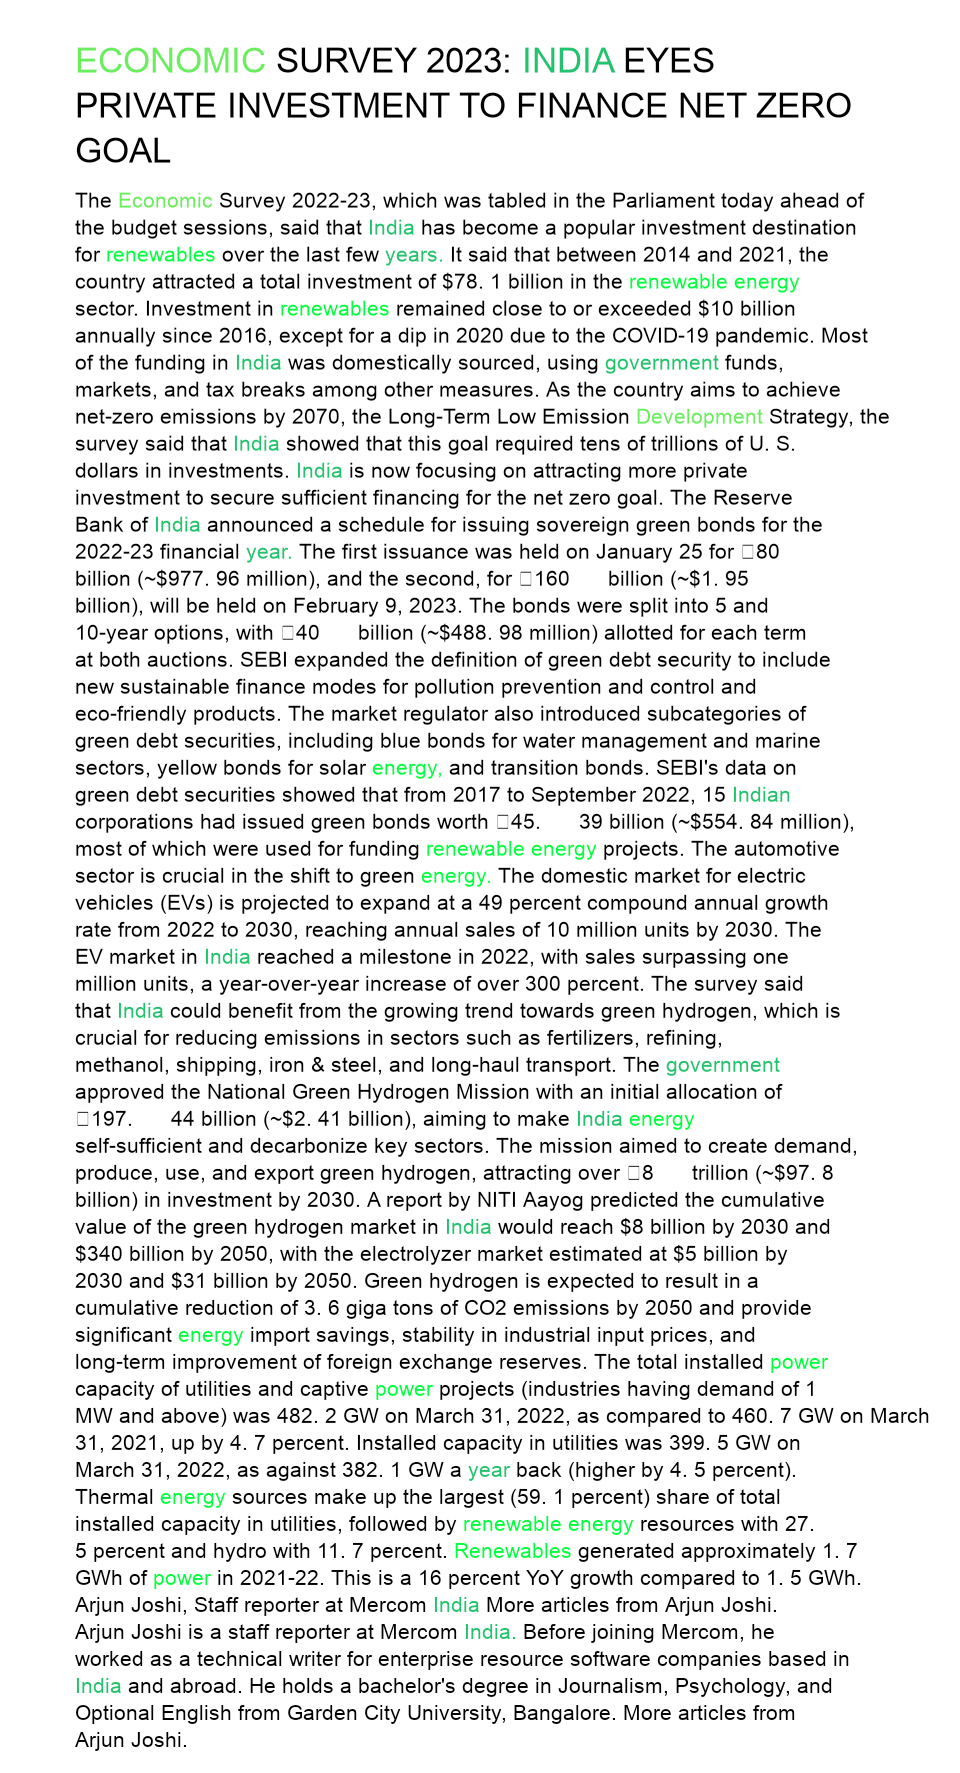 ECONOMIC SURVEY 2023: INDIA EYES
PRIVATE INVESTMENT TO FINANCE NET ZERO
GOAL
The Economic Survey 2022-23, which was tabled in the Parliament today ahead of
the budget sessions, said that India has become a popular investment destination
for renewables over the last few years. It said that between 2014 and 2021, the
country attracted a total investment of $78. 1 billion in the renewable energy
sector. Investment in renewables remained close to or exceeded $10 billion
annually since 2016, except for a dip in 2020 due to the COVID-19 pandemic. Most
of the funding in India was domestically sourced, using government funds,
markets, and tax breaks among other measures. As the country aims to achieve
net-zero emissions by 2070, the Long-Term Low Emission Development Strategy, the
survey said that India showed that this goal required tens of trillions of U. S.
dollars in investments. India is now focusing on attracting more private
investment to secure sufficient financing for the net zero goal. The Reserve
Bank of India announced a schedule for issuing sovereign green bonds for the
2022-23 financial year. The first issuance was held on January 25 for □80
billion (~$977. 96 million), and the second, for □160 billion (~$1. 95
billion), will be held on February 9, 2023. The bonds were split into 5 and
10-year options, with □40 billion (~$488. 98 million) allotted for each term
at both auctions. SEBI expanded the definition of green debt security to include
new sustainable finance modes for pollution prevention and control and
eco-friendly products. The market regulator also introduced subcategories of
green debt securities, including blue bonds for water management and marine
sectors, yellow bonds for solar energy, and transition bonds. SEBI's data on
green debt securities showed that from 2017 to September 2022, 15 Indian
corporations had issued green bonds worth □45. 39 billion (~$554. 84 million),
most of which were used for funding renewable energy projects. The automotive
sector is crucial in the shift to green energy. The domestic market for electric
vehicles (EVs) is projected to expand at a 49 percent compound annual growth
rate from 2022 to 2030, reaching annual sales of 10 million units by 2030. The
EV market in India reached a milestone in 2022, with sales surpassing one
million units, a year-over-year increase of over 300 percent. The survey said
that India could benefit from the growing trend towards green hydrogen, which is
crucial for reducing emissions in sectors such as fertilizers, refining,
methanol, shipping, iron & steel, and long-haul transport. The government
approved the National Green Hydrogen Mission with an initial allocation of
□197. 44 billion (~$2. 41 billion), aiming to make India energy
self-sufficient and decarbonize key sectors. The mission aimed to create demand,
produce, use, and export green hydrogen, attracting over □8 trillion (~$97. 8
billion) in investment by 2030. A report by NITI Aayog predicted the cumulative
value of the green hydrogen market in India would reach $8 billion by 2030 and
$340 billion by 2050, with the electrolyzer market estimated at $5 billion by
2030 and $31 billion by 2050. Green hydrogen is expected to result in a
cumulative reduction of 3. 6 giga tons of CO2 emissions by 2050 and provide
significant energy import savings, stability in industrial input prices, and
long-term improvement of foreign exchange reserves. The total installed power
capacity of utilities and captive power projects (industries having demand of 1
MW and above) was 482. 2 GW on March 31, 2022, as compared to 460. 7 GW on March
31, 2021, up by 4. 7 percent. Installed capacity in utilities was 399. 5 GW on
March 31, 2022, as against 382. 1 GW a year back (higher by 4. 5 percent).
Thermal energy sources make up the largest (59. 1 percent) share of total
installed capacity in utilities, followed by renewable energy resources with 27.
5 percent and hydro with 11. 7 percent. Renewables generated approximately 1. 7
GWh of power in 2021-22. This is a 16 percent YoY growth compared to 1. 5 GWh.
Arjun Joshi, Staff reporter at Mercom India More articles from Arjun Joshi.
Arjun Joshi is a staff reporter at Mercom India. Before joining Mercom, he
worked as a technical writer for enterprise resource software companies based in
India and abroad. He holds a bachelor's degree in Journalism, Psychology, and
Optional English from Garden City University, Bangalore. More articles from
Arjun Joshi.